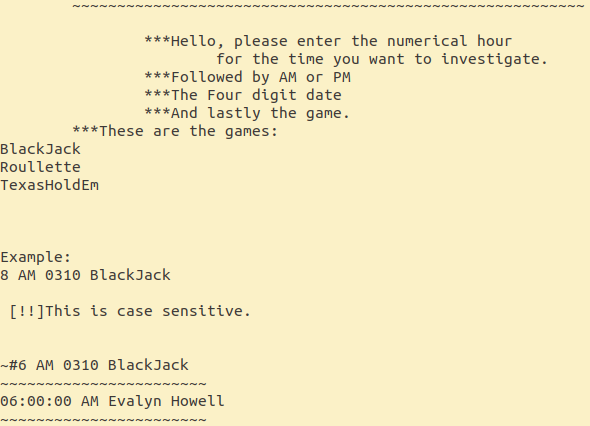 ~~~~~~~~~~~~~~~~~~~~~~~~~~~~~~~~~~~~~~~~~~~~~~~~~~~~~~~~~
***Hello, please enter the numerical hour
for the time you want to investigate.
***Followed by AM or PM
***The Four digit date
***And lastly the game.
***These are the games:
BlackJack
Roullette
TexasHoldEm
Example:
8 AM 0310 BlackJack
[!!]This is case sensitive.
~#6 AM 0310 BlackJack
~~~~~~~~~~~~~~~~~~~~~~~
06:00:00 AM Evalyn Howell
~~~~~~~~~~~~~~~~~~~~~~~